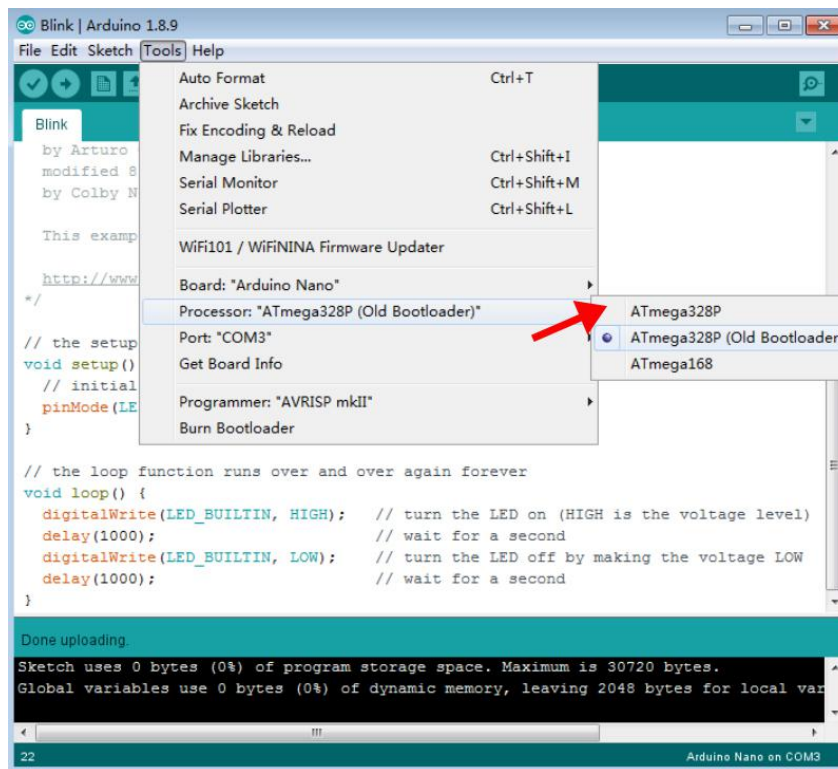 Blink | Arduino 1.8.9
File Edit Sketch Tools Help
Auto Format Ctrl+T
Archive Sketch
Fix Encoding & Reload
Manage Libraries... Ctrl+Shift+I
Serial Monitor Ctrl+Shift+M
Serial Plotter Ctrl+Shift+L
WiFi101 / WiFiNINA Firmware Updater
Board: "Arduino Nano"
Processor: "ATmega328P (Old Bootloader)"
Port: "COM3"
Get Board Info
Programmer: "AVRISP mkII"
Burn Bootloader
ATmega328P
ATmega328P (Old Bootloader
ATmega168
Blink
by Arturo
modified 8
by Colby N
This examp
http://www
*/
// the setup
void setup()
// initial
pinMode(LE
}
// the loop function runs over and over again forever
void loop() {
digitalWrite(LED_BUILTIN, HIGH); // turn the LED on (HIGH is the voltage level)
delay(1000); // wait for a second
digitalWrite(LED_BUILTIN, LOW); // turn the LED off by making the voltage LOW
delay(1000); // wait for a second
}
Done uploading.
Sketch uses 0 bytes (0%) of program storage space. Maximum is 30720 bytes.
Global variables use 0 bytes (0%) of dynamic memory, leaving 2048 bytes for local var
22 Arduino Nano on COM3